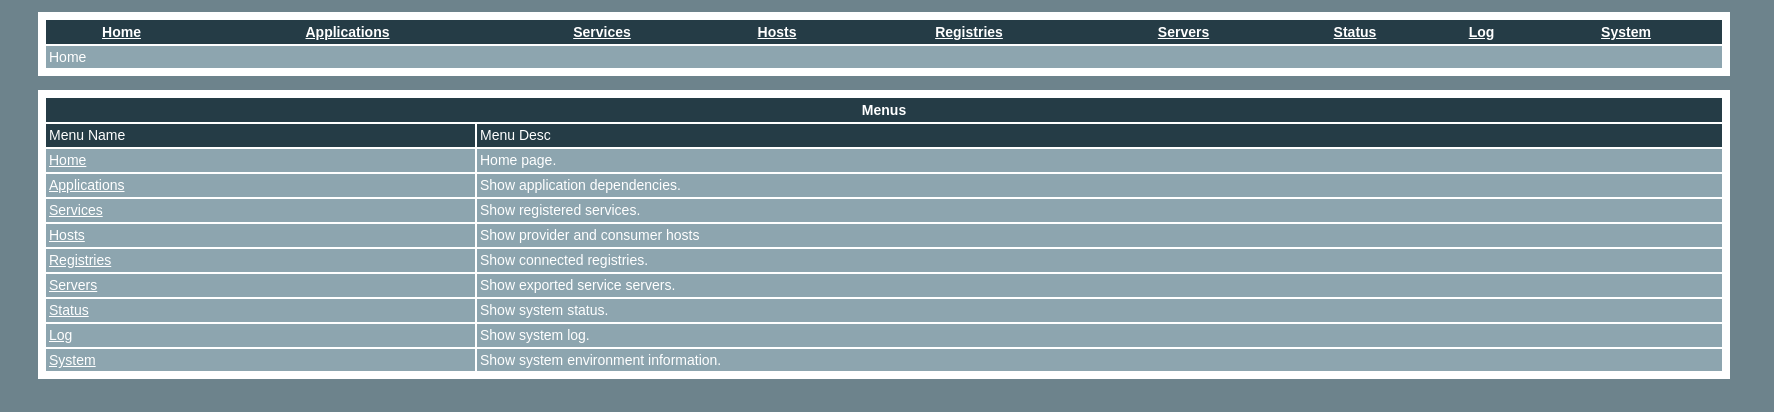 Home Applications Services Hosts Registries Servers Status Log System
Home
Menus
Menu Name Menu Desc
Home Home page.
Applications Show application dependencies.
Services Show registered services.
Hosts Show provider and consumer hosts
Registries Show connected registries.
Servers Show exported service servers.
Status Show system status.
Log Show system log.
System Show system environment information.